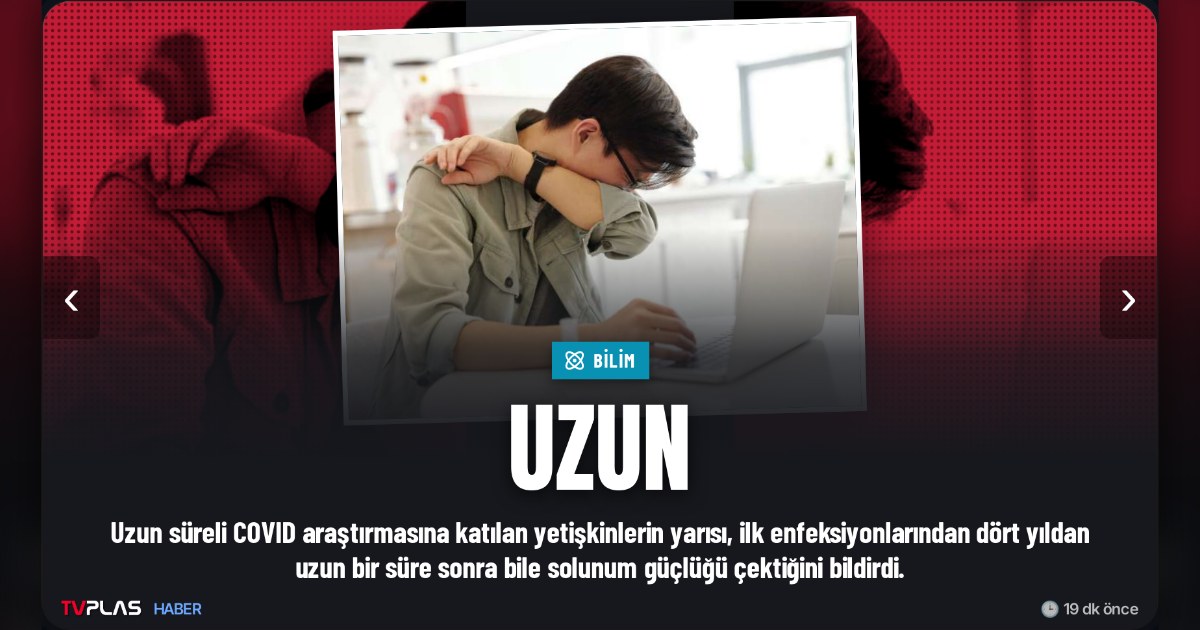 BİLİM
UZUN
Uzun süreli COVID araştırmasına katılan yetişkinlerin yarısı, ilk enfeksiyonlarından dört yıldan
uzun bir süre sonra bile solunum güçlüğü çektiğini bildirdi.
TVPLAS HABER
19 dk önce